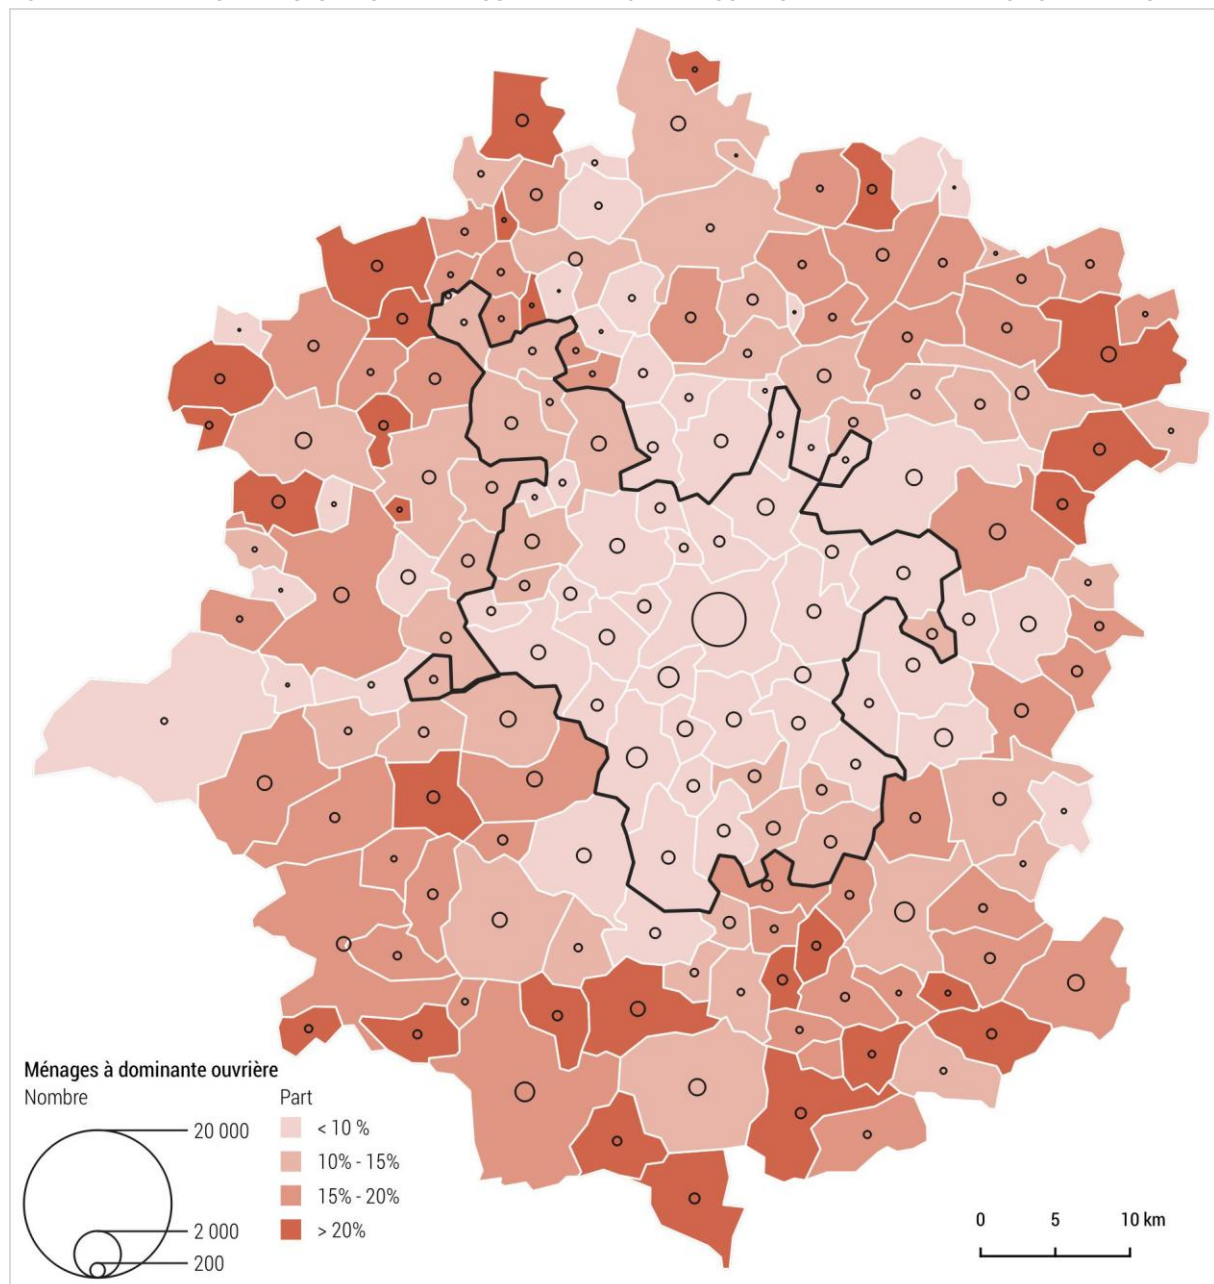 Ménages à dominante ouvrière
Nombre
Part
20 000
2 000
200
< 10 %
10% - 15%
15% - 20%
> 20%
0 5 10 km